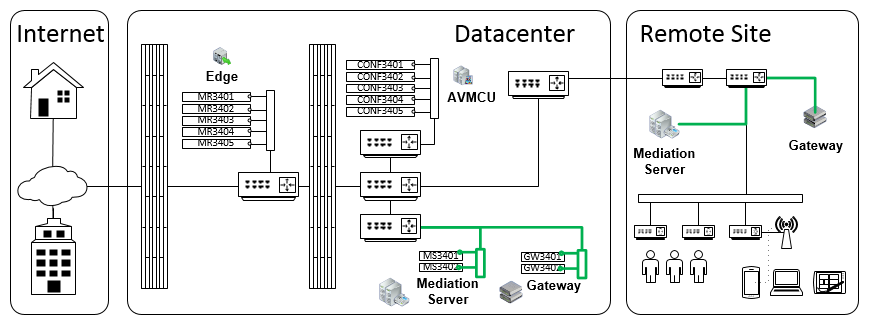 Internet
Datacenter
Remote Site
Edge
MR3401
MR3402
MR3403
MR3404
MR3405
CONF3401
CONF3402
CONF3403
CONF3404
CONF3405
AVMCU
MS3401
MS3402
Mediation
Server
GW3401
GW3402
Gateway
Mediation
Server
Gateway